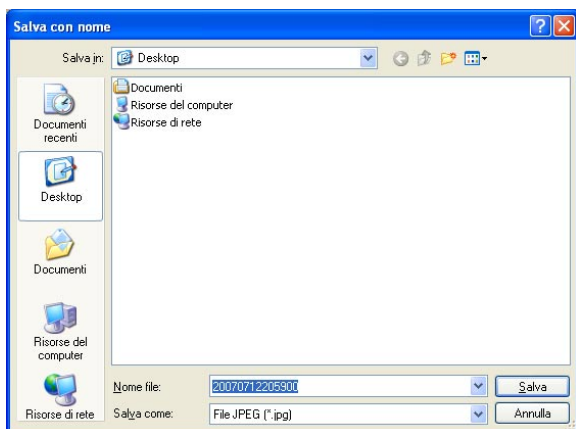 Salva con nome
Salva in: Desktop
Documenti recenti
Desktop
Documenti
Risorse del computer
Risorse di rete
Documenti
Risorse del computer
Risorse di rete
Nome file: 20070712205900
Salva
Salva come: File JPEG (*.jpg)
Annulla